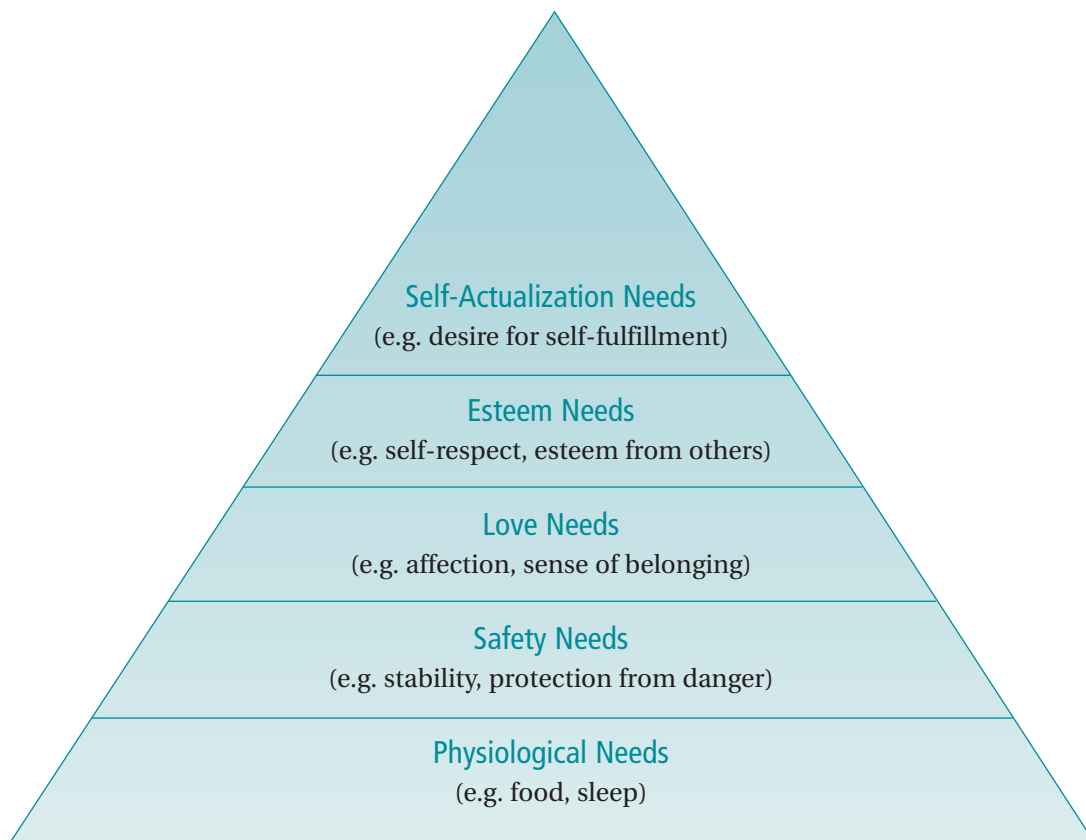 Self-Actualization Needs
(e.g. desire for self-fulfillment)
Esteem Needs
(e.g. self-respect, esteem from others)
Love Needs
(e.g. affection, sense of belonging)
Safety Needs
(e.g. stability, protection from danger)
Physiological Needs
(e.g. food, sleep)